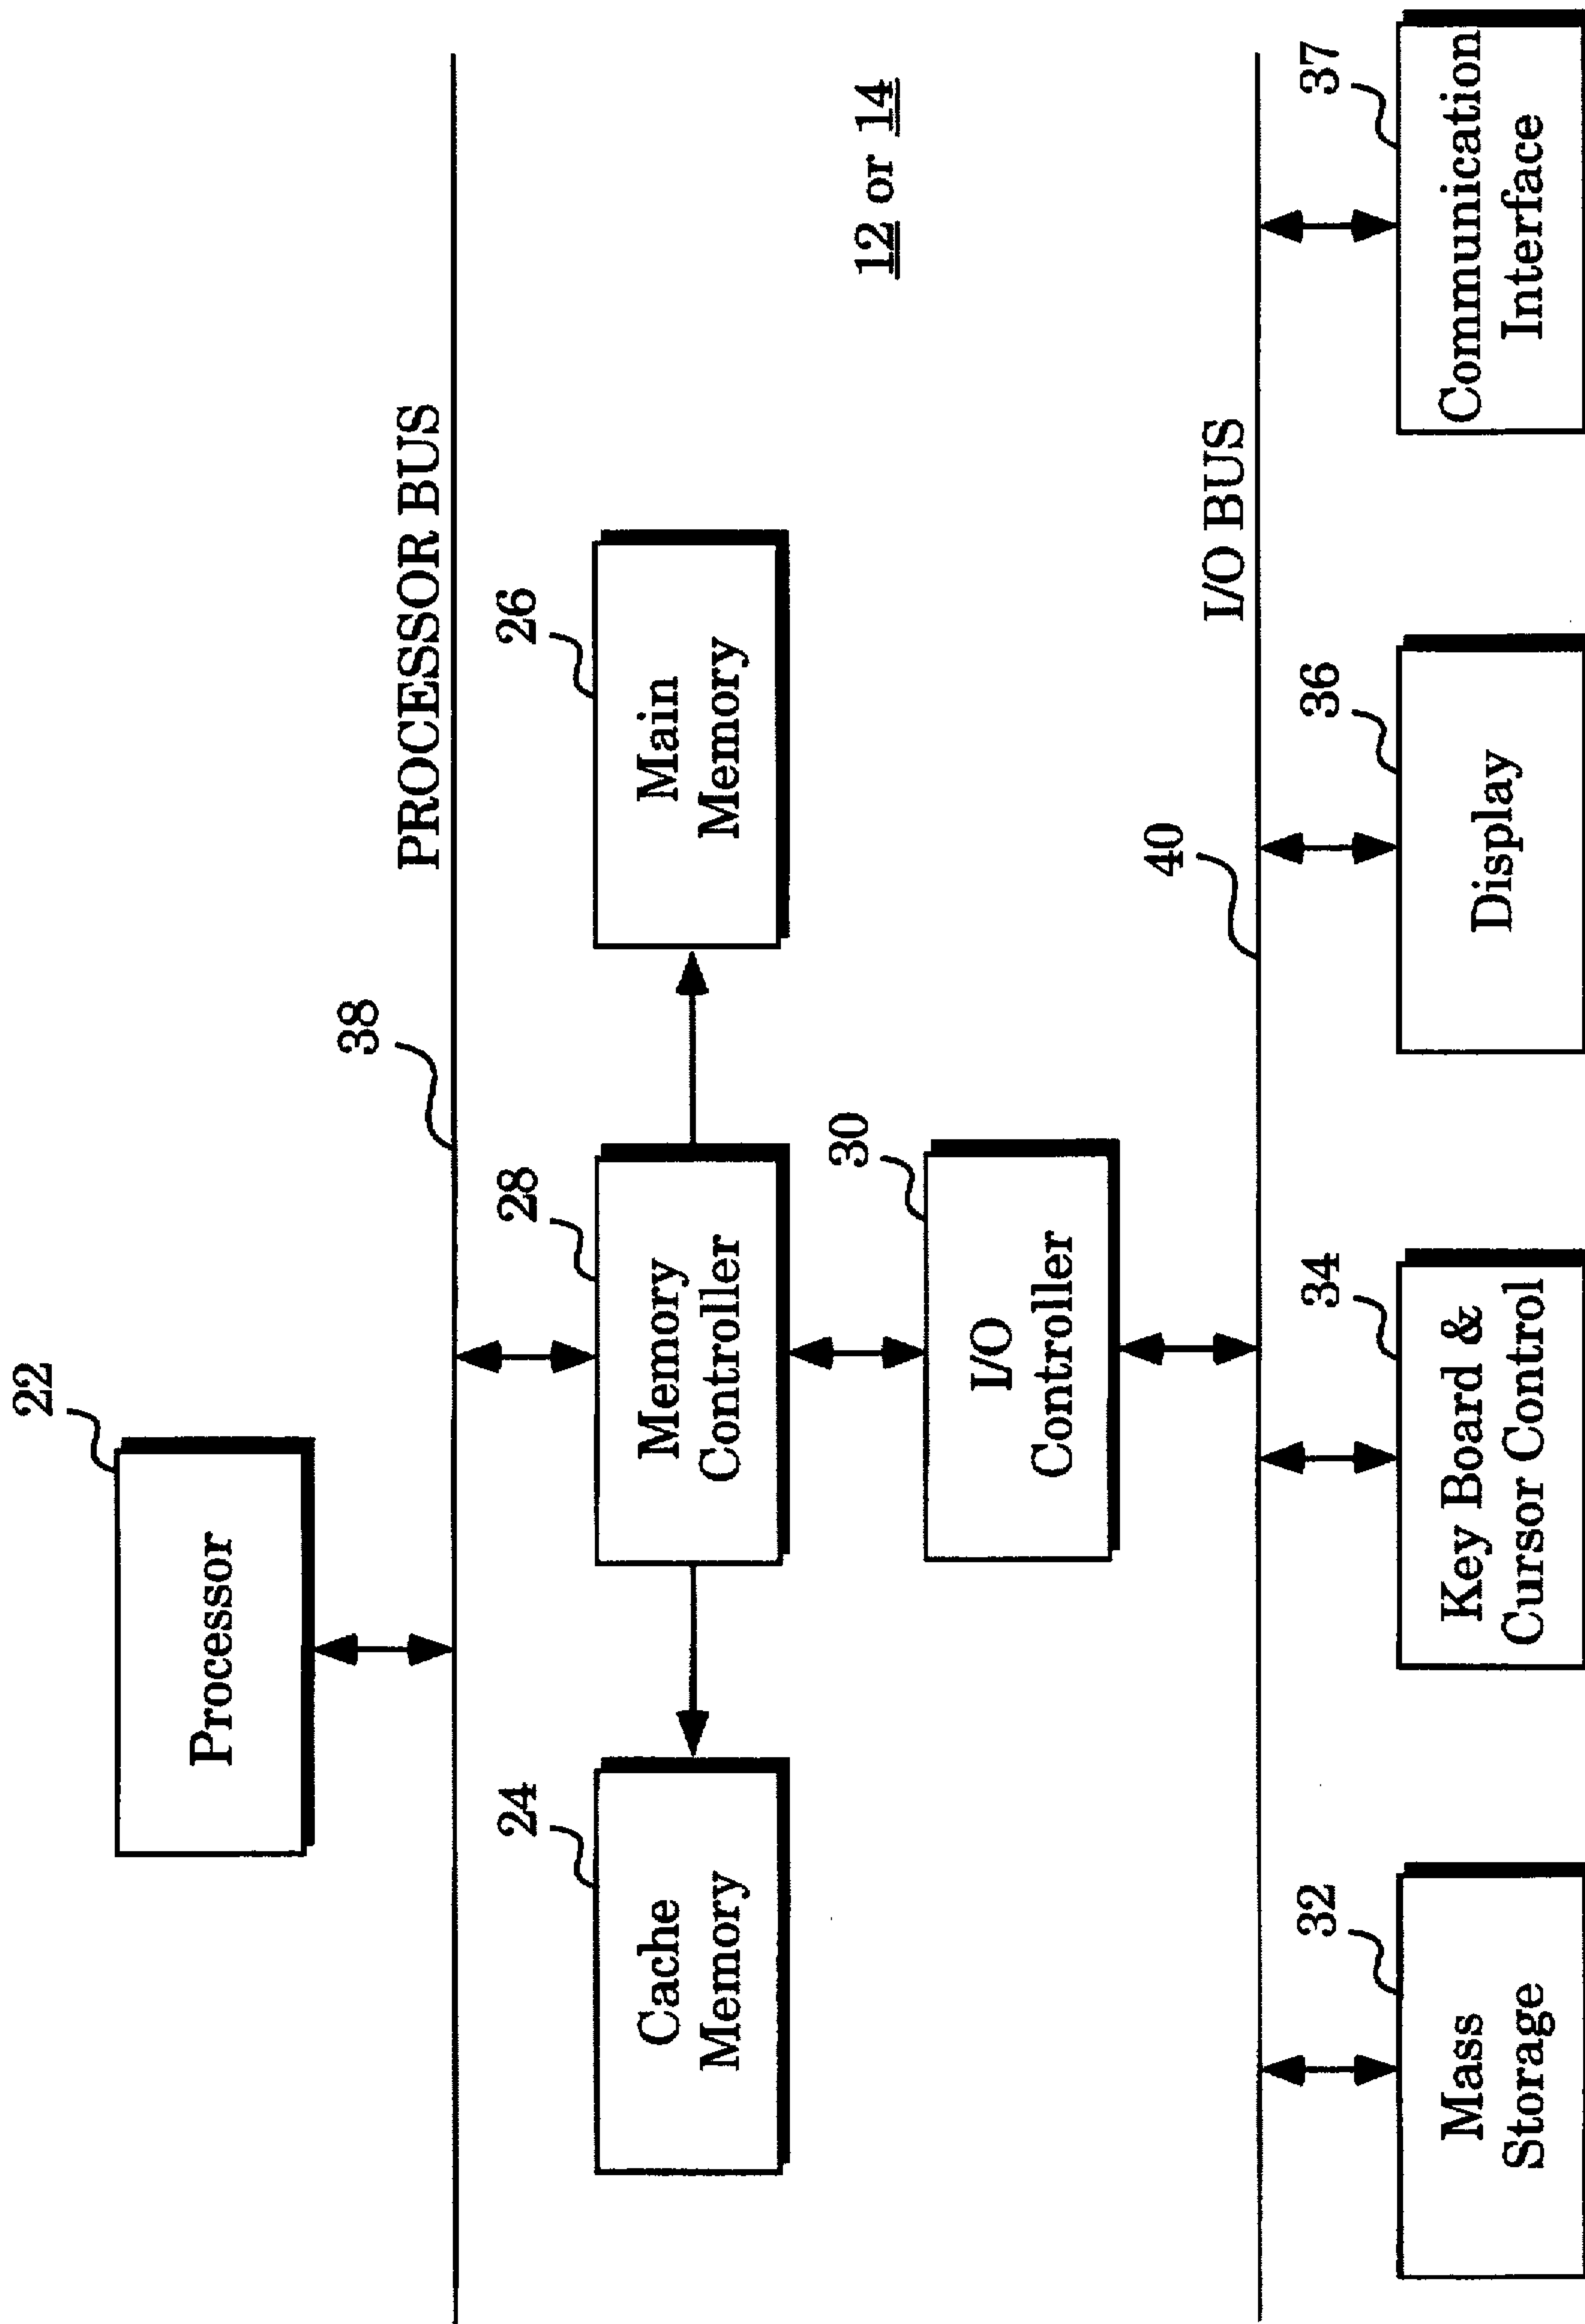 22
Processor
38
PROCESSOR BUS
24
Cache
Memory
28
Memory
Controller
26
Main
Memory
30
I/O
Controller
12 or 14
40
I/O BUS
32
Mass
Storage
34
Key Board &
Cursor Control
36
Display
37
Communication
Interface